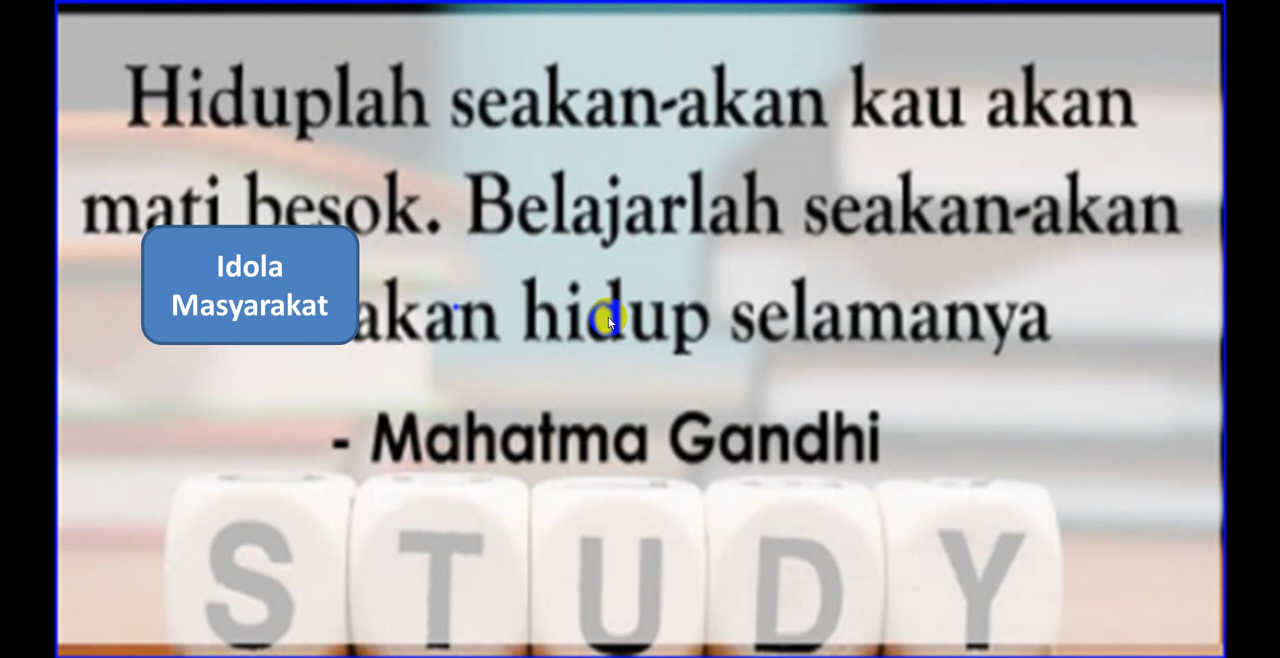 Hiduplah seakan-akan kau akan
mati besok. Belajarlah seakan-akan
akan hidup selamanya
- Mahatma Gandhi
Idola
Masyarakat
STUDY